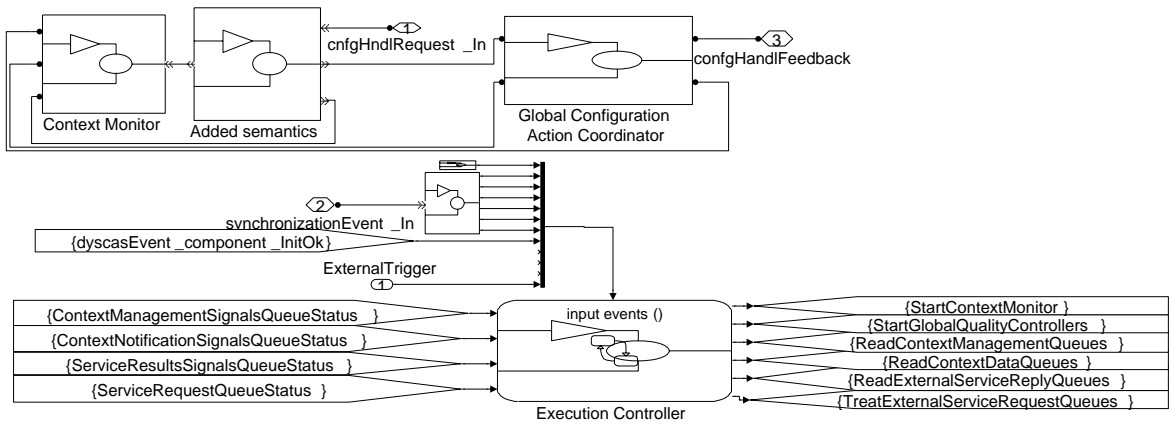 1
cnfgHndlRequest _In
3
confgHandlFeedback
Context Monitor
Added semantics
Global Configuration
Action Coordinator
2
synchronizationEvent _In
{dyscasEvent _component _InitOk}
ExternalTrigger
1
{ContextManagementSignalsQueueStatus }
{ContextNotificationSignalsQueueStatus }
{ServiceResultsSignalsQueueStatus }
{ServiceRequestQueueStatus }
input events ()
Execution Controller
{StartContextMonitor }
{StartGlobalQualityControllers }
{ReadContextManagementQueues }
{ReadContextDataQueues }
{ReadExternalServiceReplyQueues }
{TreatExternalServiceRequestQueues }